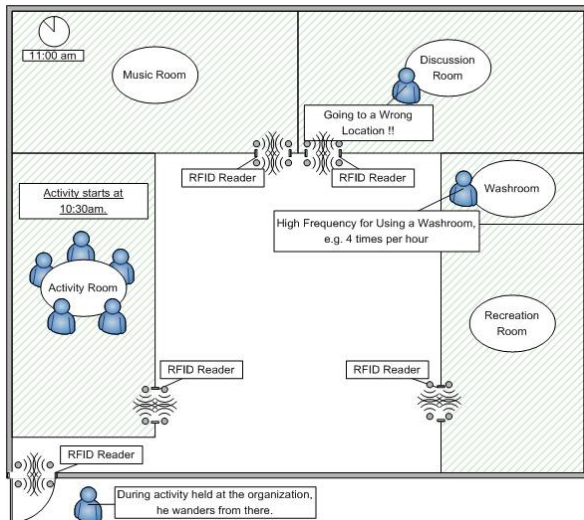 11:00 am
Music Room
Discussion
Room
Going to a Wrong
Location !!
RFID Reader
RFID Reader
Activity starts at
10:30am.
Washroom
High Frequency for Using a Washroom,
e.g. 4 times per hour
Activity Room
Recreation
Room
RFID Reader
RFID Reader
RFID Reader
During activity held at the organization,
he wanders from there.